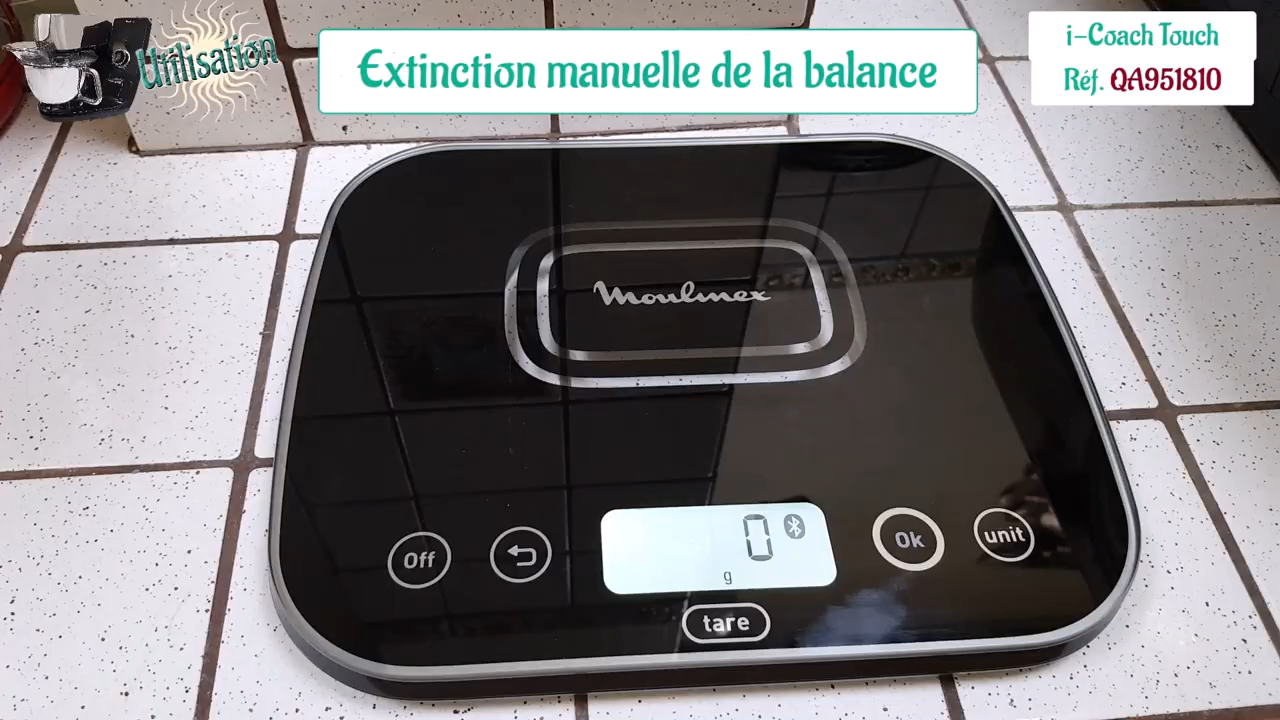 Utilisation
Extinction manuelle de la balance
i-Coach Touch
Réf. QA951810
Moulinex
0
g
Off
Ok
unit
tare